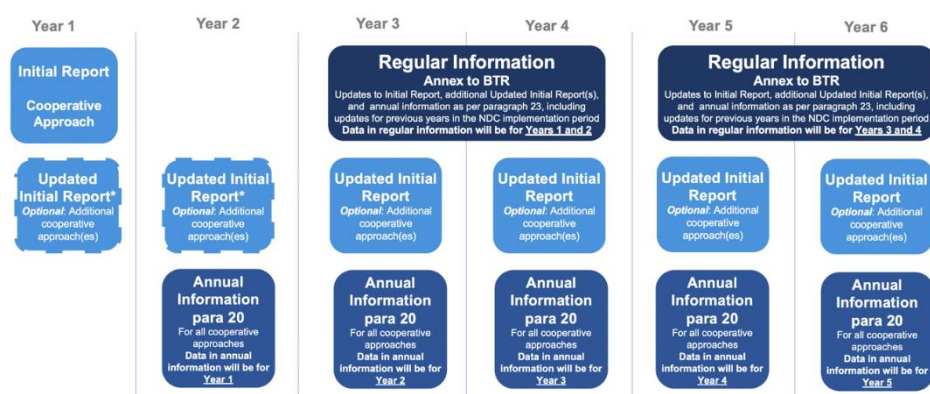 Year 1
Year 2
Year 3
Year 4
Year 5
Year 6
Initial Report
Cooperative
Approach
Regular Information
Annex to BTR
Updates to Initial Report, additional Updated Initial Report(s),
and annual information as per paragraph 23, including
updates for previous years in the NDC implementation period
Data in regular information will be for Years 1 and 2
Regular Information
Annex to BTR
Updates to Initial Report, additional Updated Initial Report(s),
and annual information as per paragraph 23, including
updates for previous years in the NDC implementation period
Data in regular information will be for Years 3 and 4
Updated
Initial Report*
Optional: Additional
cooperative
approach(es)
Updated Initial
Report*
Optional: Additional
cooperative
approach(es)
Updated Initial
Report
Optional: Additional
cooperative
approach(es)
Updated Initial
Report
Optional: Additional
cooperative
approach(es)
Updated Initial
Report
Optional: Additional
cooperative
approach(es)
Updated Initial
Report
Optional: Additional
cooperative
approach(es)
Annual
Information
para 20
For all cooperative
approaches
Data in annual
information will be for
Year 1
Annual
Information
para 20
For all cooperative
approaches
Data in annual
information will be for
Year 2
Annual
Information
para 20
For all cooperative
approaches
Data in annual
information will be for
Year 3
Annual
Information
para 20
For all cooperative
approaches
Data in annual
information will be for
Year 4
Annual
Information
para 20
For all cooperative
approaches
Data in annual
information will be for
Year 5